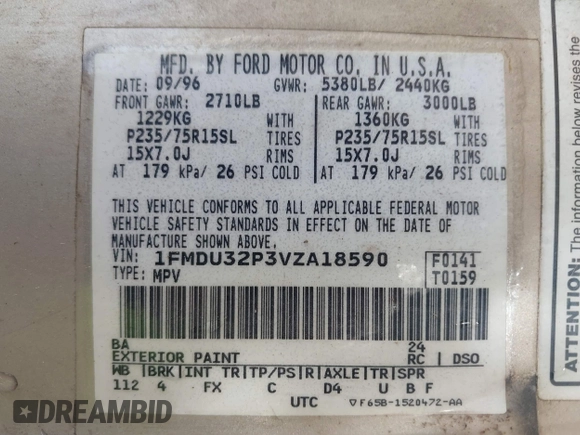 MFD. BY FORD MOTOR CO. IN U.S.A.
DATE: 09/96 GVWR: 5380LB/ 2440KG
FRONT GAWR: 2710LB REAR GAWR: 3000LB
1229KG WITH 1360KG WITH
P235/75R15SL TIRES P235/75R15SL TIRES
15X7.0J RIMS 15X7.0J RIMS
AT 179 kPa/ 26 PSI COLD AT 179 kPa/ 26 PSI COLD
THIS VEHICLE CONFORMS TO ALL APPLICABLE FEDERAL MOTOR
VEHICLE SAFETY STANDARDS IN EFFECT ON THE DATE OF
MANUFACTURE SHOWN ABOVE.
VIN: 1FMDU32P3VZA18590 F0141
TYPE: MPV T0159
BA 24
EXTERIOR PAINT RC DSO
WB BRK INT TR TP/PS R AXLE TR SPR
112 4 FX C D4 U B F
UTC ▽F65B-1520472-AA
DREAMBID
The information below revises